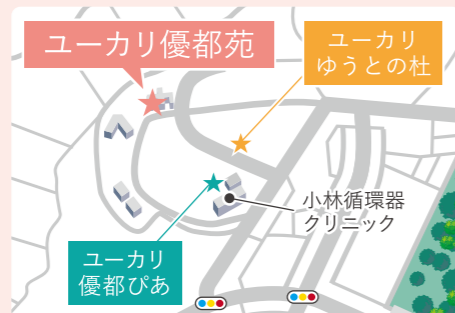 ユーカリ優都苑
ユーカリ
ゆうとの杜
小林循環器
クリニック
ユーカリ
優都ぴあ